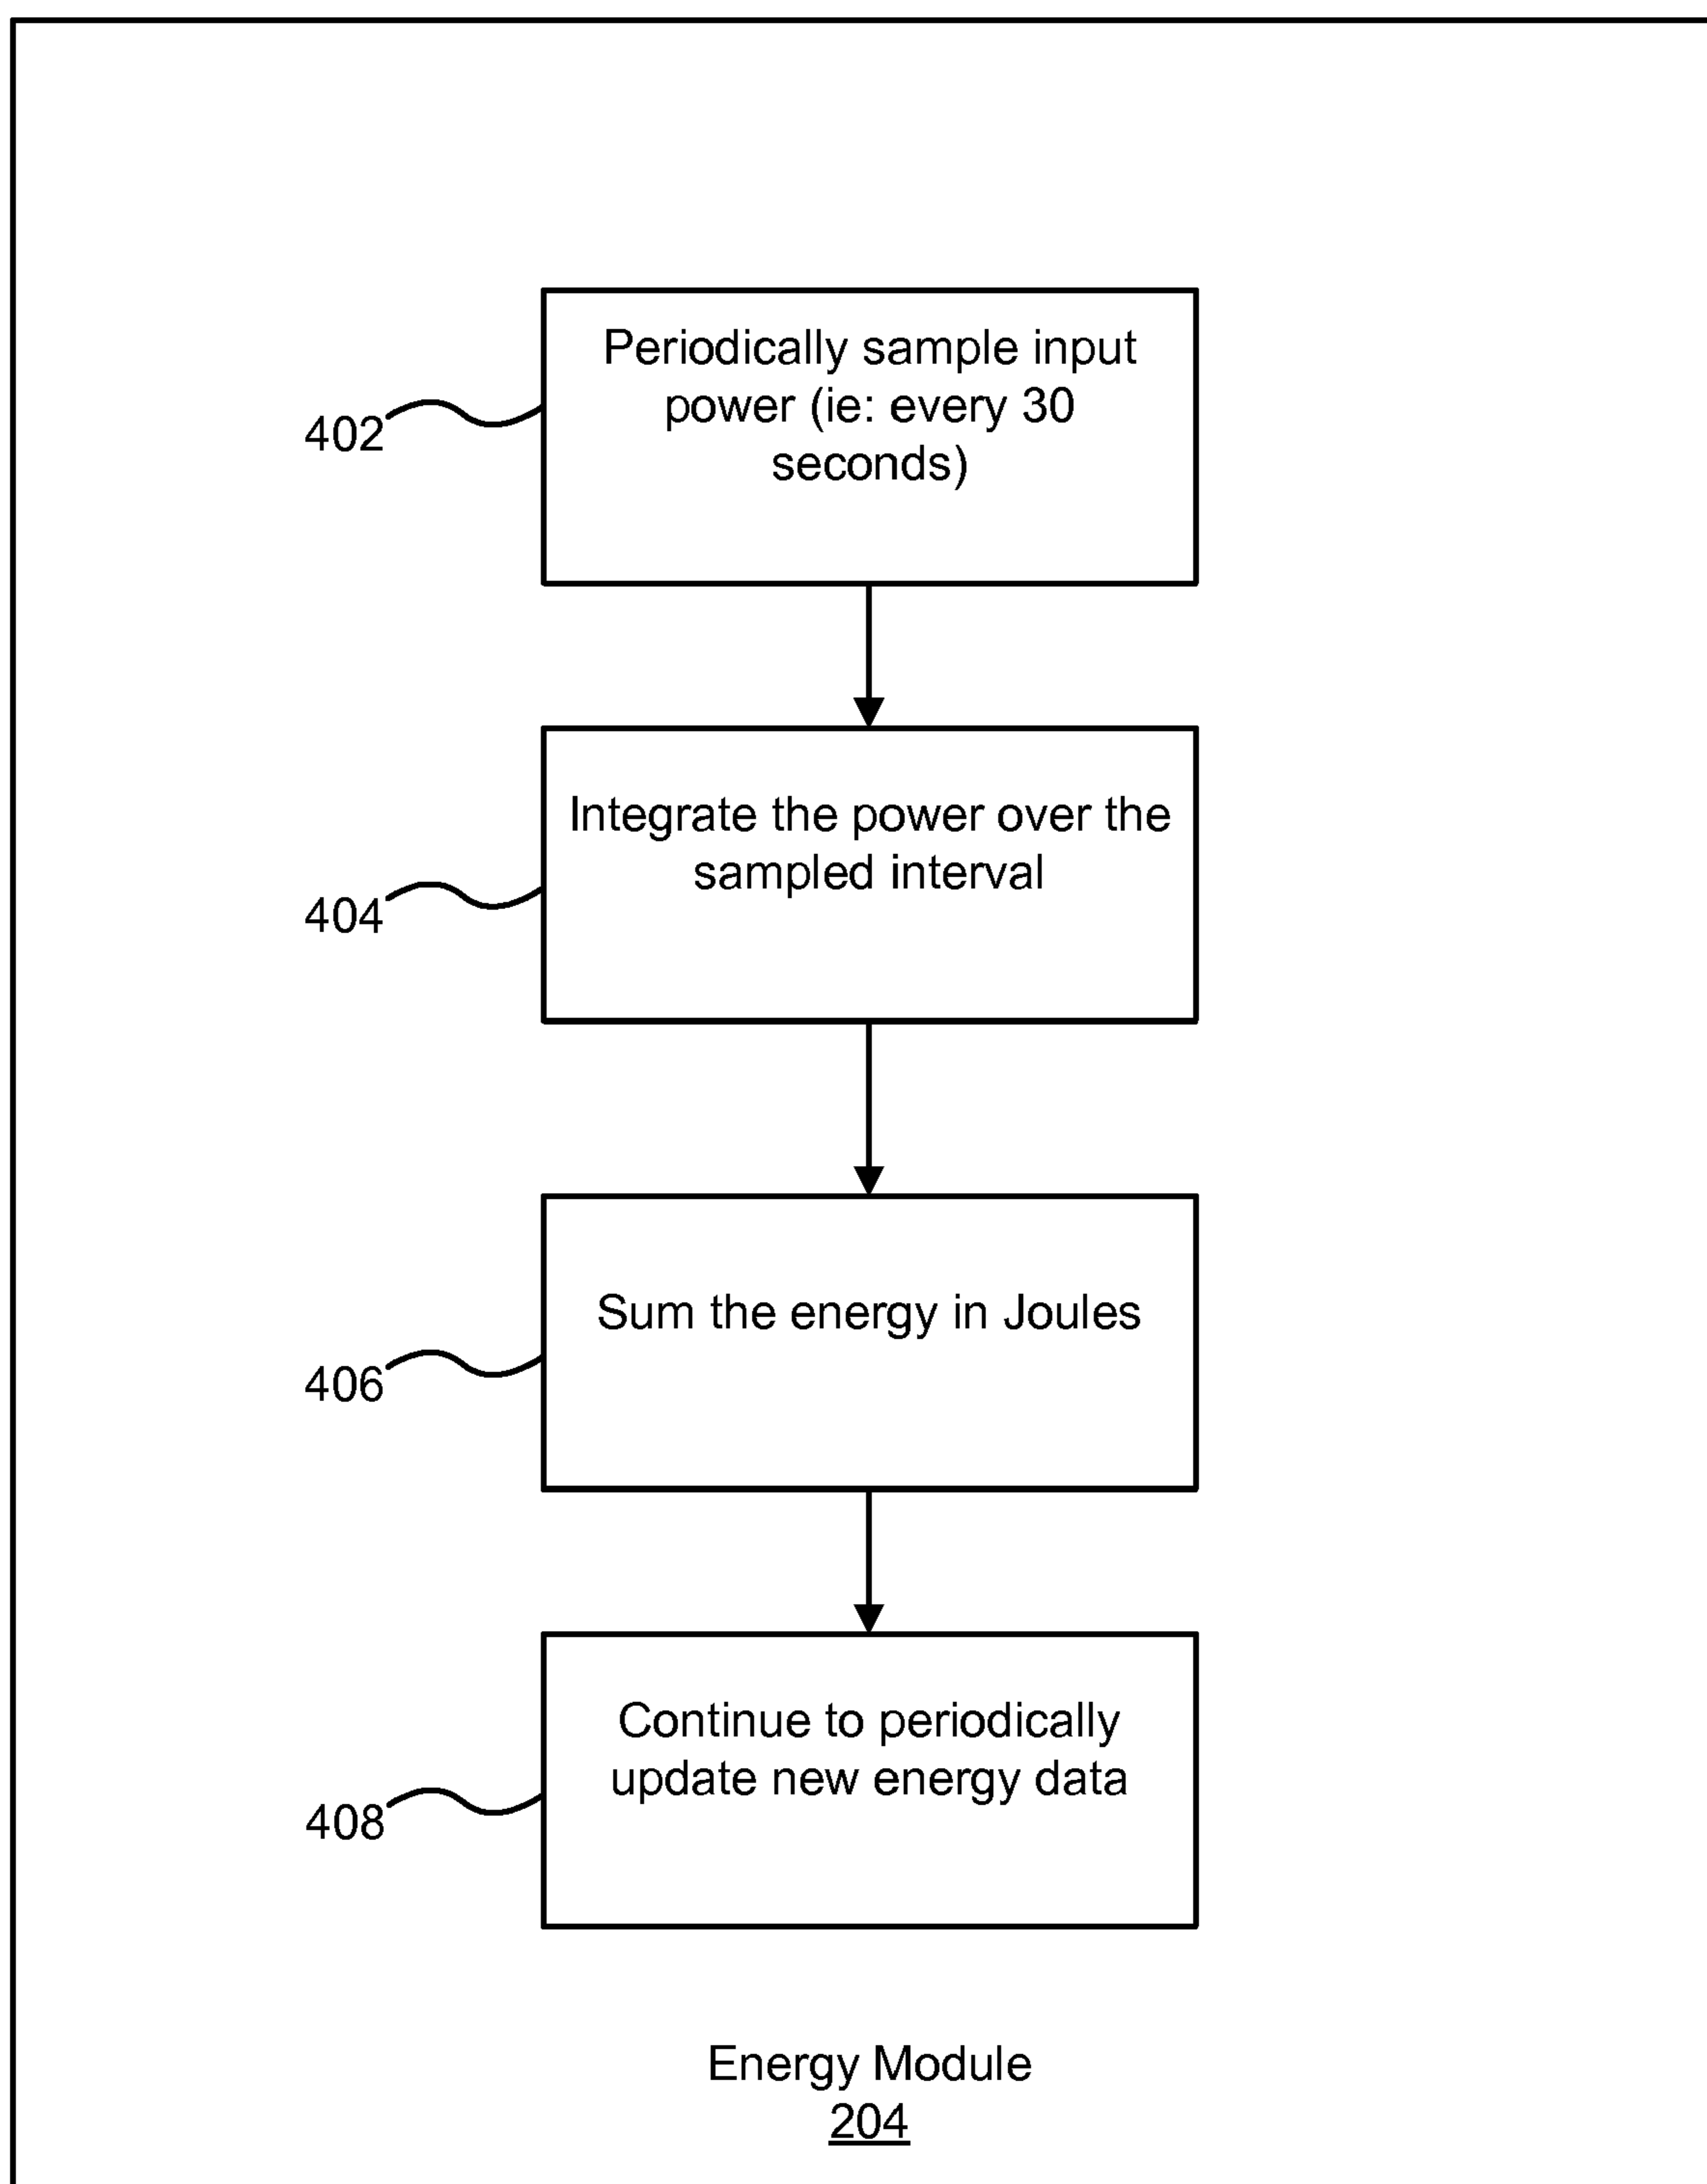 Periodically sample input
power (ie: every 30
seconds)
402
Integrate the power over the
sampled interval
404
Sum the energy in Joules
406
Continue to periodically
update new energy data
408
Energy Module
204